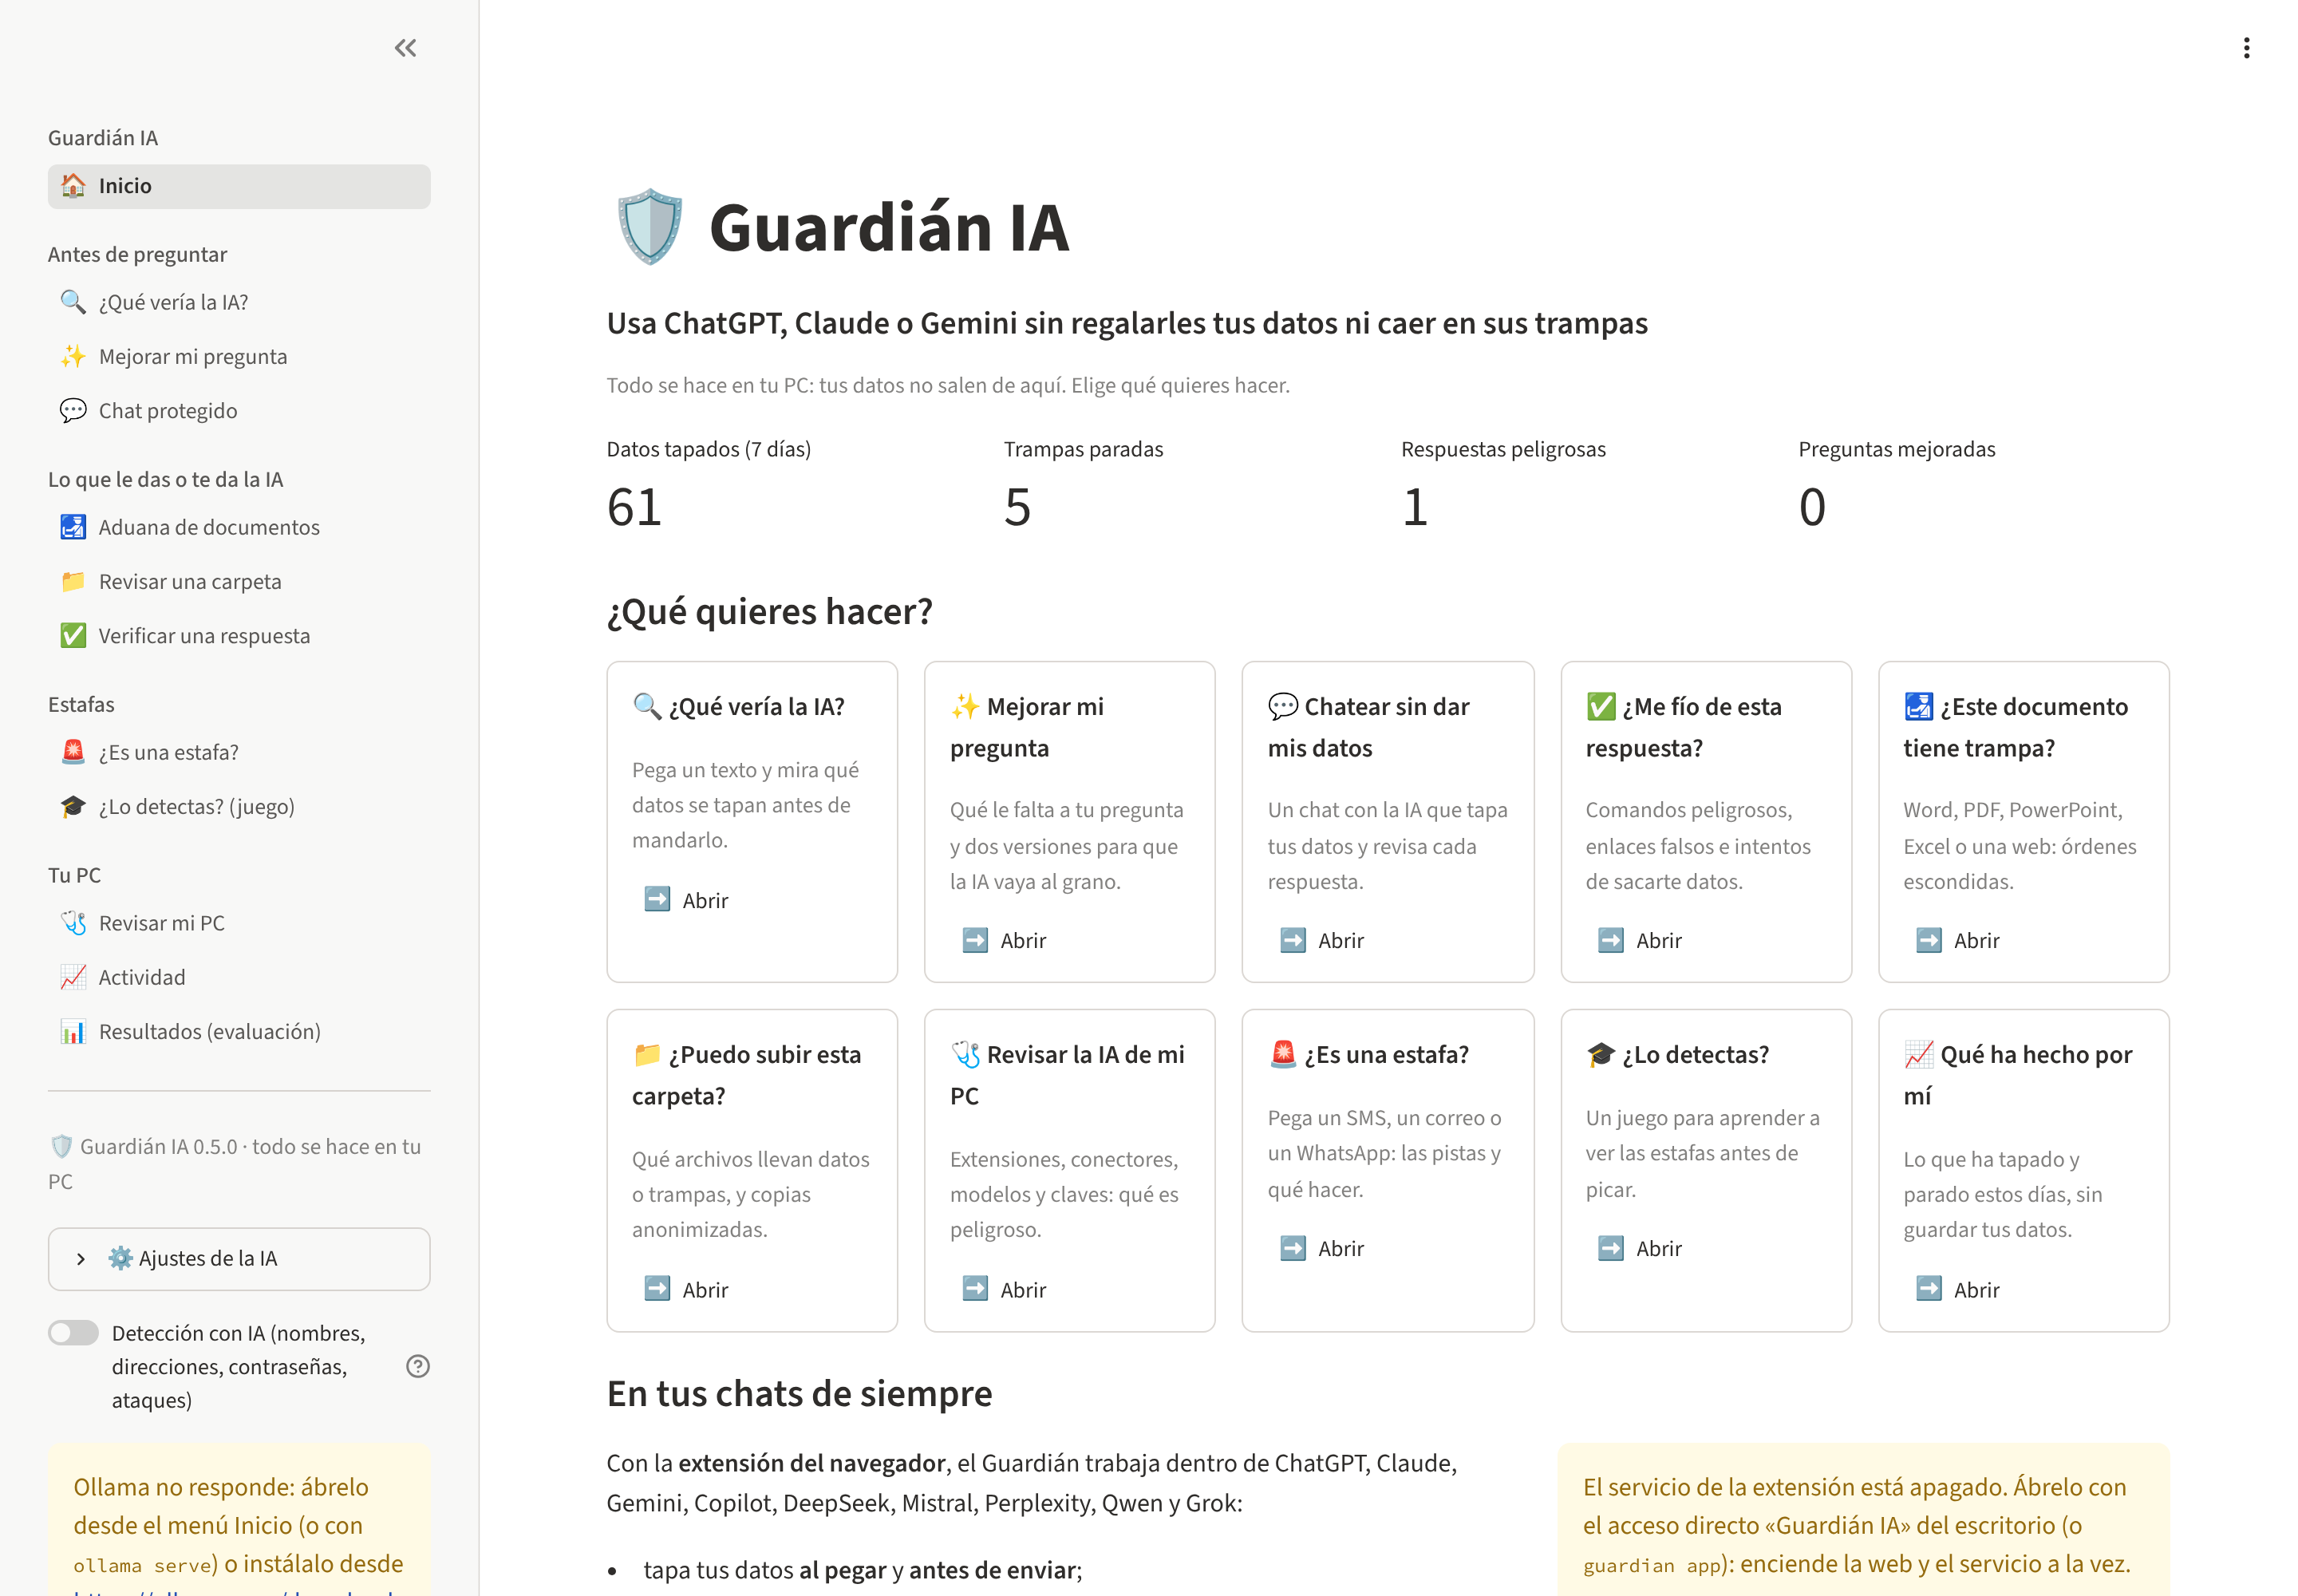 Guardián IA
Inicio
Antes de preguntar
¿Qué vería la IA?
Mejorar mi pregunta
Chat protegido
Lo que le das o te da la IA
Aduana de documentos
Revisar una carpeta
Verificar una respuesta
Estafas
¿Es una estafa?
¿Lo detectas? (juego)
Tu PC
Revisar mi PC
Actividad
Resultados (evaluación)
Guardián IA 0.5.0 · todo se hace en tu
PC
Ajustes de la IA
Detección con IA (nombres,
direcciones, contraseñas,
ataques)
Ollama no responde: ábrelo
desde el menú Inicio (o con
ollama serve) o instálalo desde
Guardián IA
Usa ChatGPT, Claude o Gemini sin regalarles tus datos ni caer en sus trampas
Todo se hace en tu PC: tus datos no salen de aquí. Elige qué quieres hacer.
Datos tapados (7 días)
61
Trampas paradas
5
Respuestas peligrosas
1
Preguntas mejoradas
0
¿Qué quieres hacer?
¿Qué vería la IA?
Pega un texto y mira qué
datos se tapan antes de
mandarlo.
Abrir
Mejorar mi
pregunta
Qué le falta a tu pregunta
y dos versiones para que
la IA vaya al grano.
Abrir
Chatear sin dar
mis datos
Un chat con la IA que tapa
tus datos y revisa cada
respuesta.
Abrir
¿Me fío de esta
respuesta?
Comandos peligrosos,
enlaces falsos e intentos
de sacarte datos.
Abrir
¿Este documento
tiene trampa?
Word, PDF, PowerPoint,
Excel o una web: órdenes
escondidas.
Abrir
¿Puedo subir esta
carpeta?
Qué archivos llevan datos
o trampas, y copias
anonimizadas.
Abrir
Revisar la IA de mi
PC
Extensiones, conectores,
modelos y claves: qué es
peligroso.
Abrir
¿Es una estafa?
Pega un SMS, un correo o
un WhatsApp: las pistas y
qué hacer.
Abrir
¿Lo detectas?
Un juego para aprender a
ver las estafas antes de
picar.
Abrir
Qué ha hecho por
mí
Lo que ha tapado y
parado estos días, sin
guardar tus datos.
Abrir
En tus chats de siempre
Con la extensión del navegador, el Guardián trabaja dentro de ChatGPT, Claude,
Gemini, Copilot, DeepSeek, Mistral, Perplexity, Qwen y Grok:
• tapa tus datos al pegar y antes de enviar;
El servicio de la extensión está apagado. Ábrelo con
el acceso directo «Guardián IA» del escritorio (o
guardian app): enciende la web y el servicio a la vez.